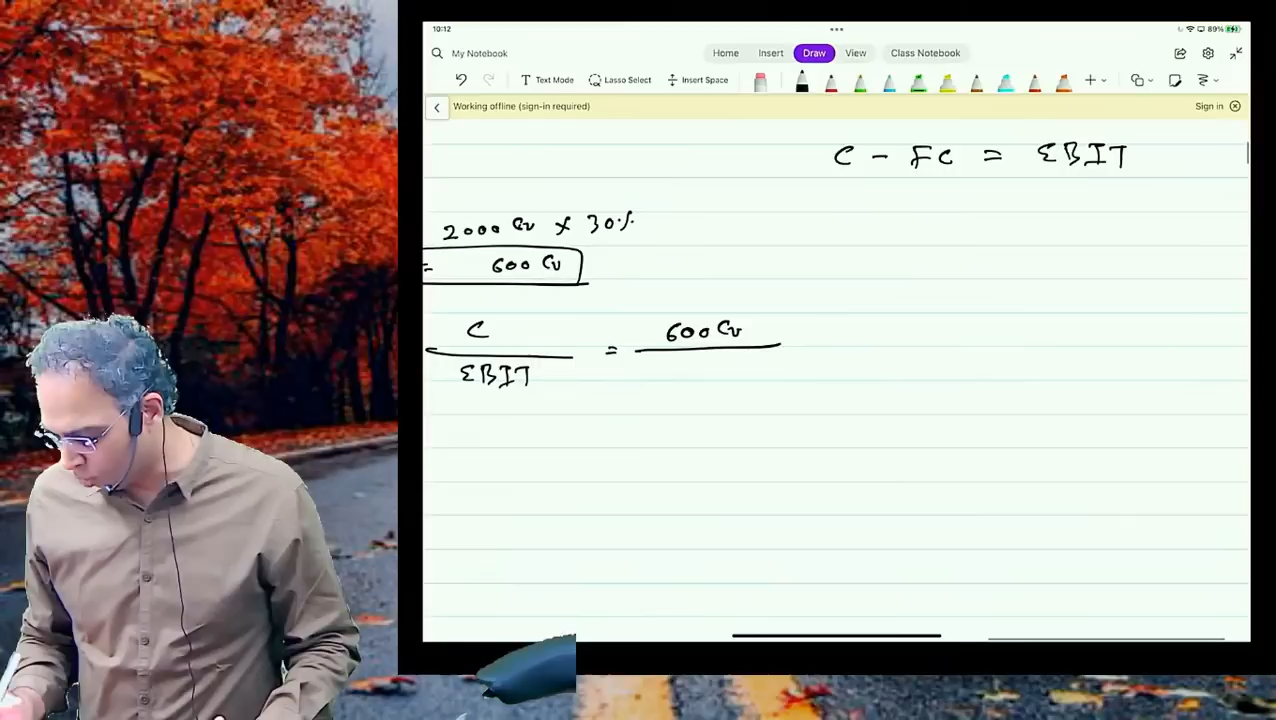 10:12
89%
My Notebook
Home Insert Draw View Class Notebook
Text Mode Lasso Select Insert Space
Working offline (sign-in required) Sign in
C - FC = EBIT
2000 Cr x 30%
= 600 Cr
C / EBIT = 600 Cr